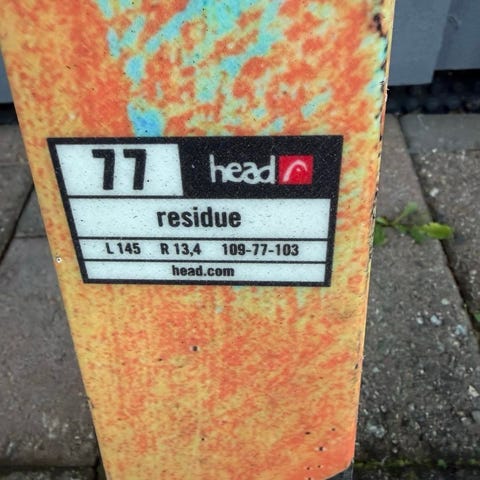 77 head
residue
L 145 R 13,4 109-77-103
head.com